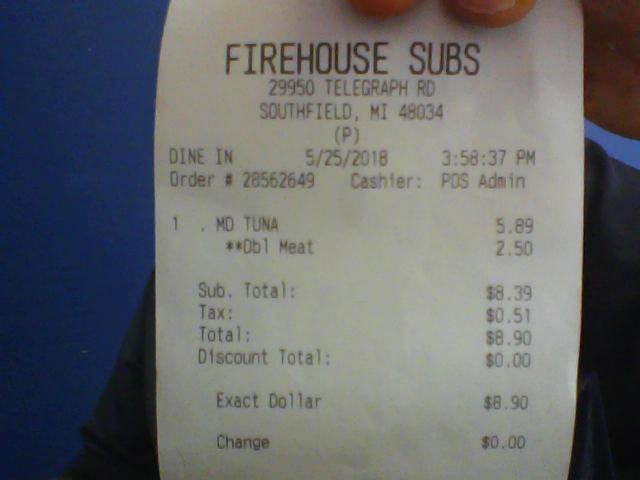 FIREHOUSE SUBS
29950 TELEGRAPH RD
SOUTHFIELD, MI 48034
(P)
DINE IN 5/25/2018 3:58:37 PM
Order # 28562649 Cashier: POS Admin
1 . MD TUNA 5.89
**Dbl Meat 2.50
Sub. Total: $8.39
Tax: $0.51
Total: $8.90
Discount Total: $0.00
Exact Dollar $8.90
Change $0.00